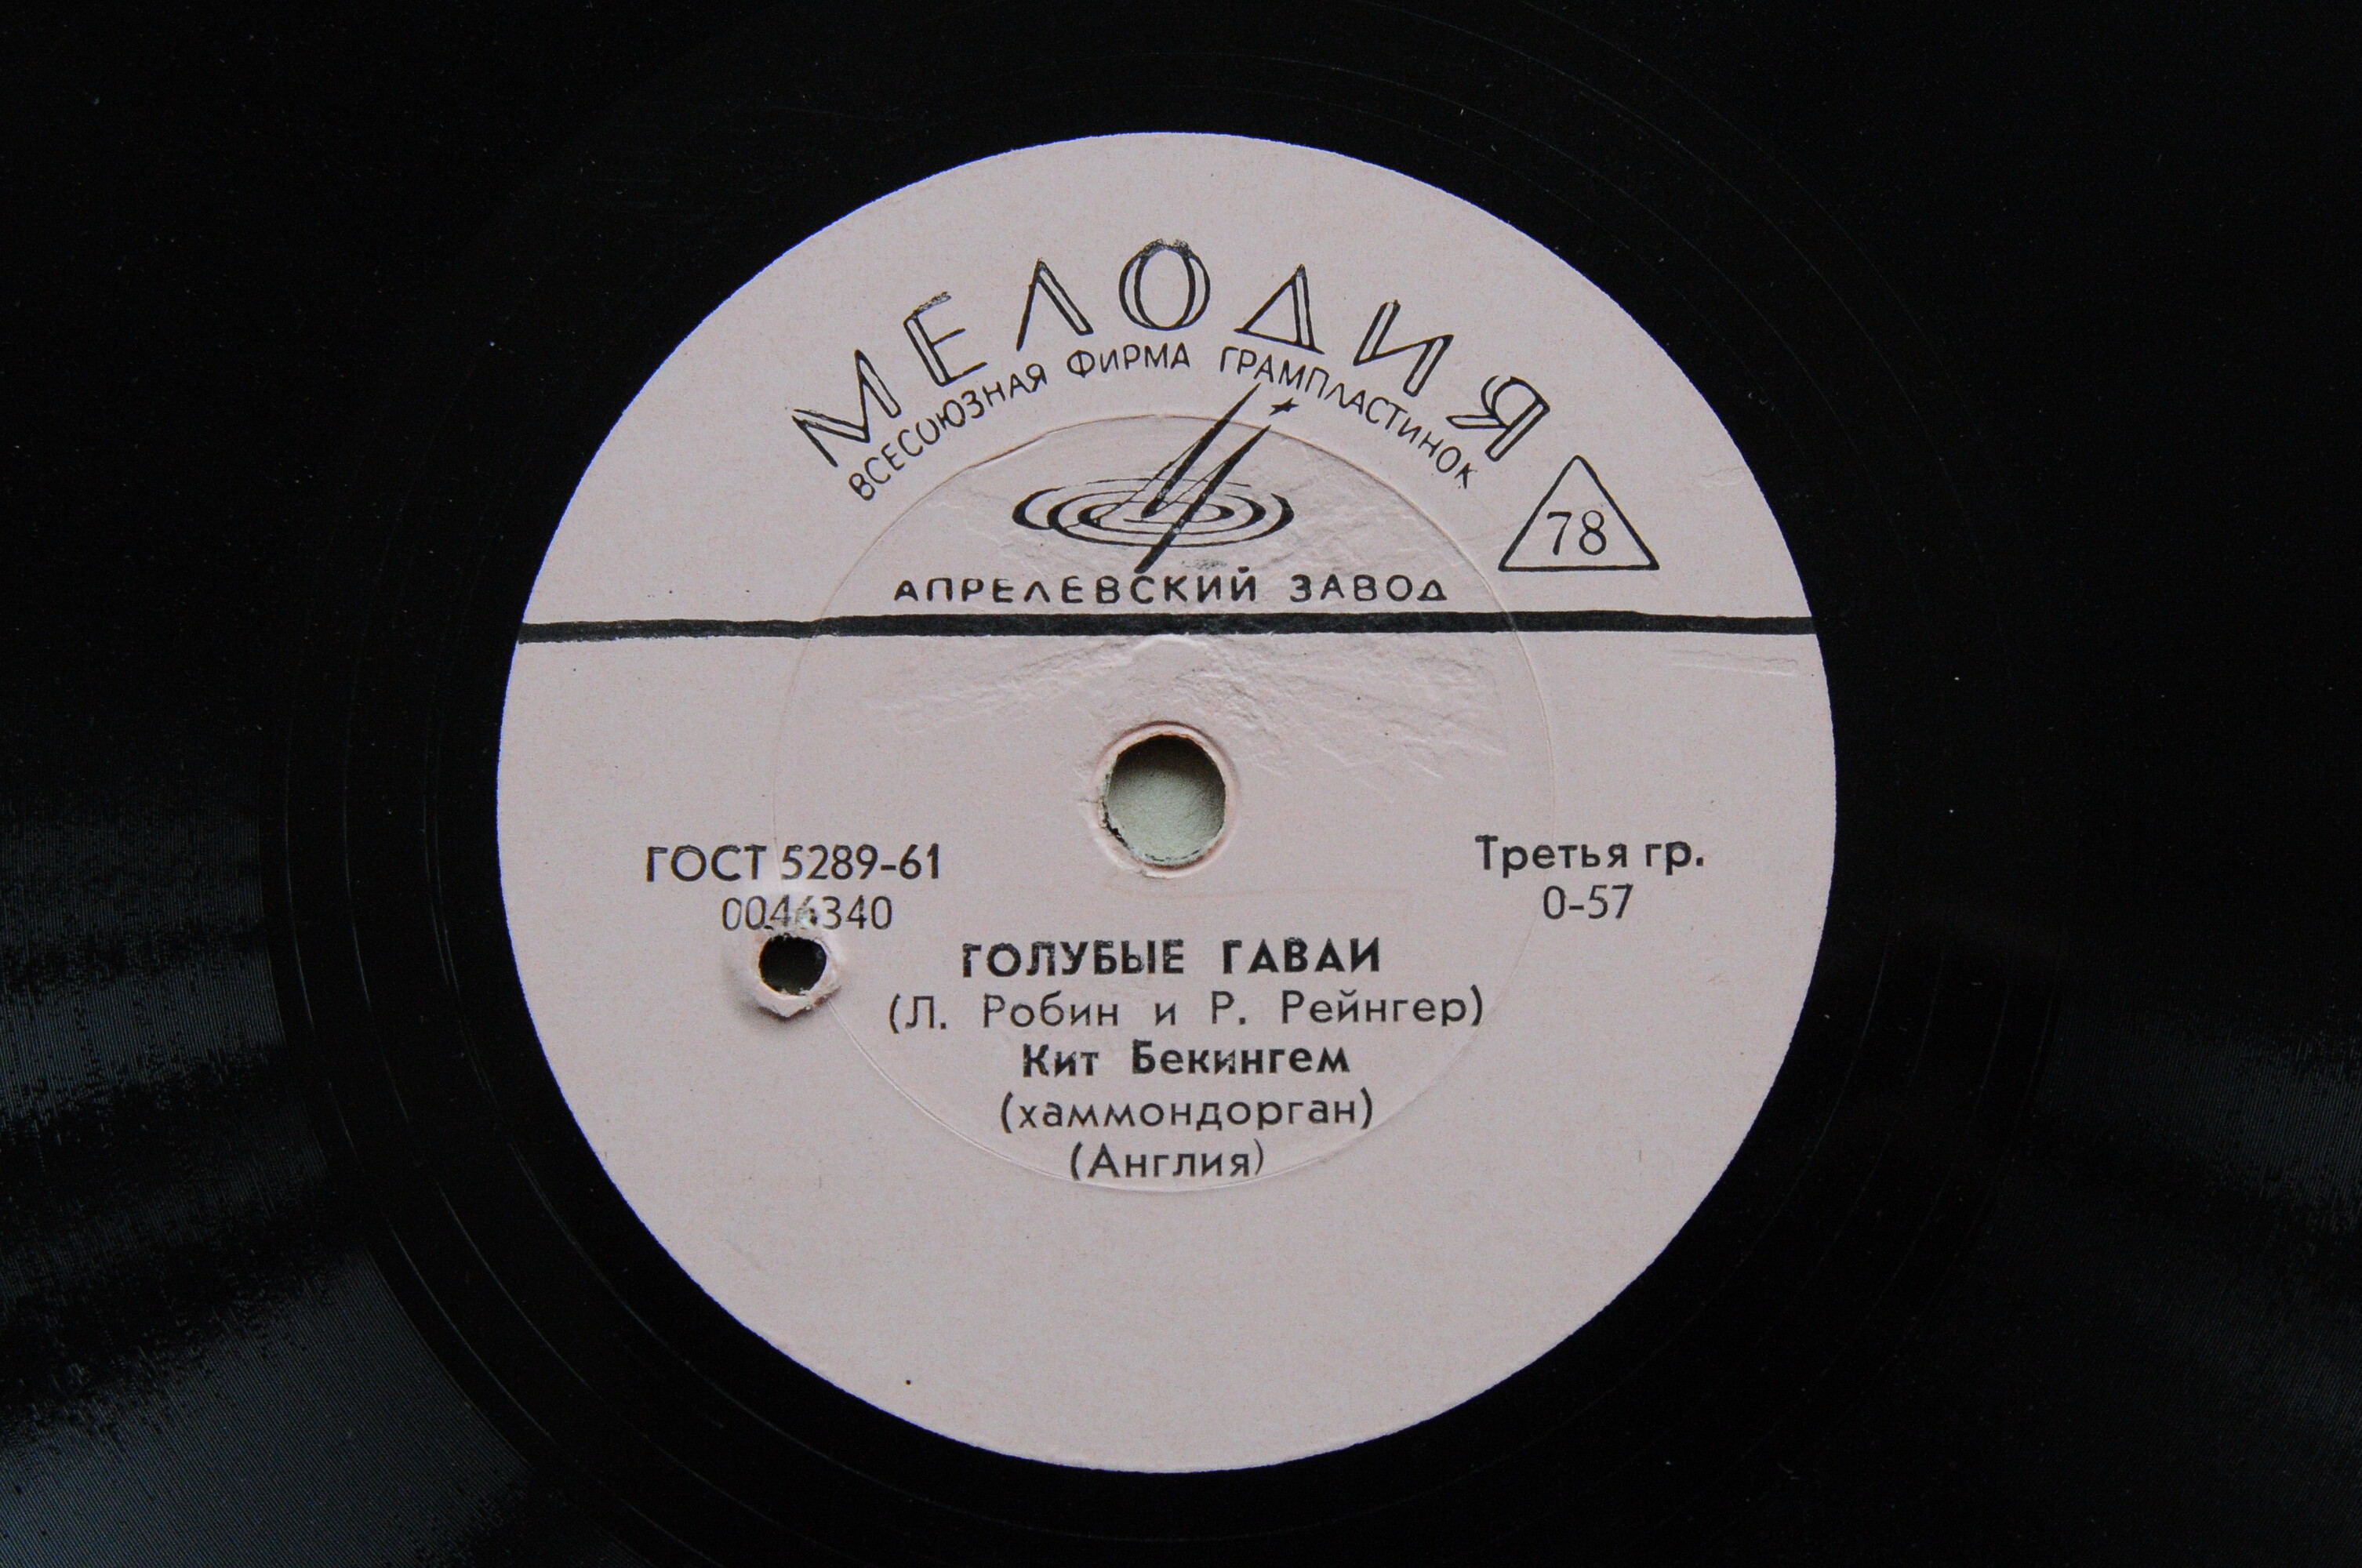 МЕЛОДИЯ
ВСЕСОЮЗНАЯ ФИРМА ГРАМПЛАСТИНОК
78
АПРЕЛЕВСКИЙ ЗАВОД
ГОСТ 5289-61
0046340
Третья гр.
0-57
ГОЛУБЫЕ ГАВАИ
(Л. Робин и Р. Рейнгер)
Кит Бекингем
(хаммондорган)
(Англия)